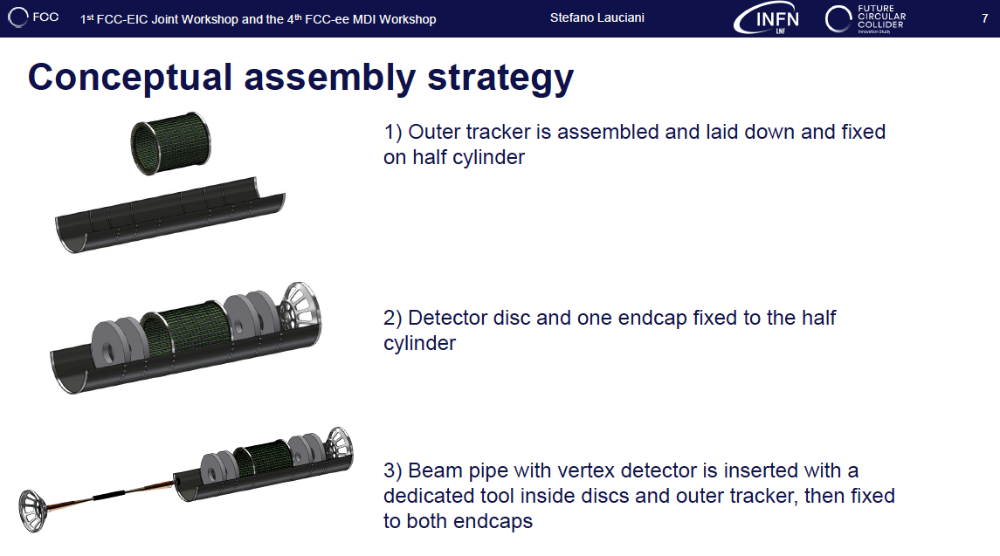 FCC
1st FCC-EIC Joint Workshop and the 4th FCC-ee MDI Workshop
Stefano Lauciani
INFN
LNF
FUTURE
CIRCULAR
COLLIDER
Innovation Study
7
Conceptual assembly strategy
1) Outer tracker is assembled and laid down and fixed
on half cylinder
2) Detector disc and one endcap fixed to the half
cylinder
3) Beam pipe with vertex detector is inserted with a
dedicated tool inside discs and outer tracker, then fixed
to both endcaps